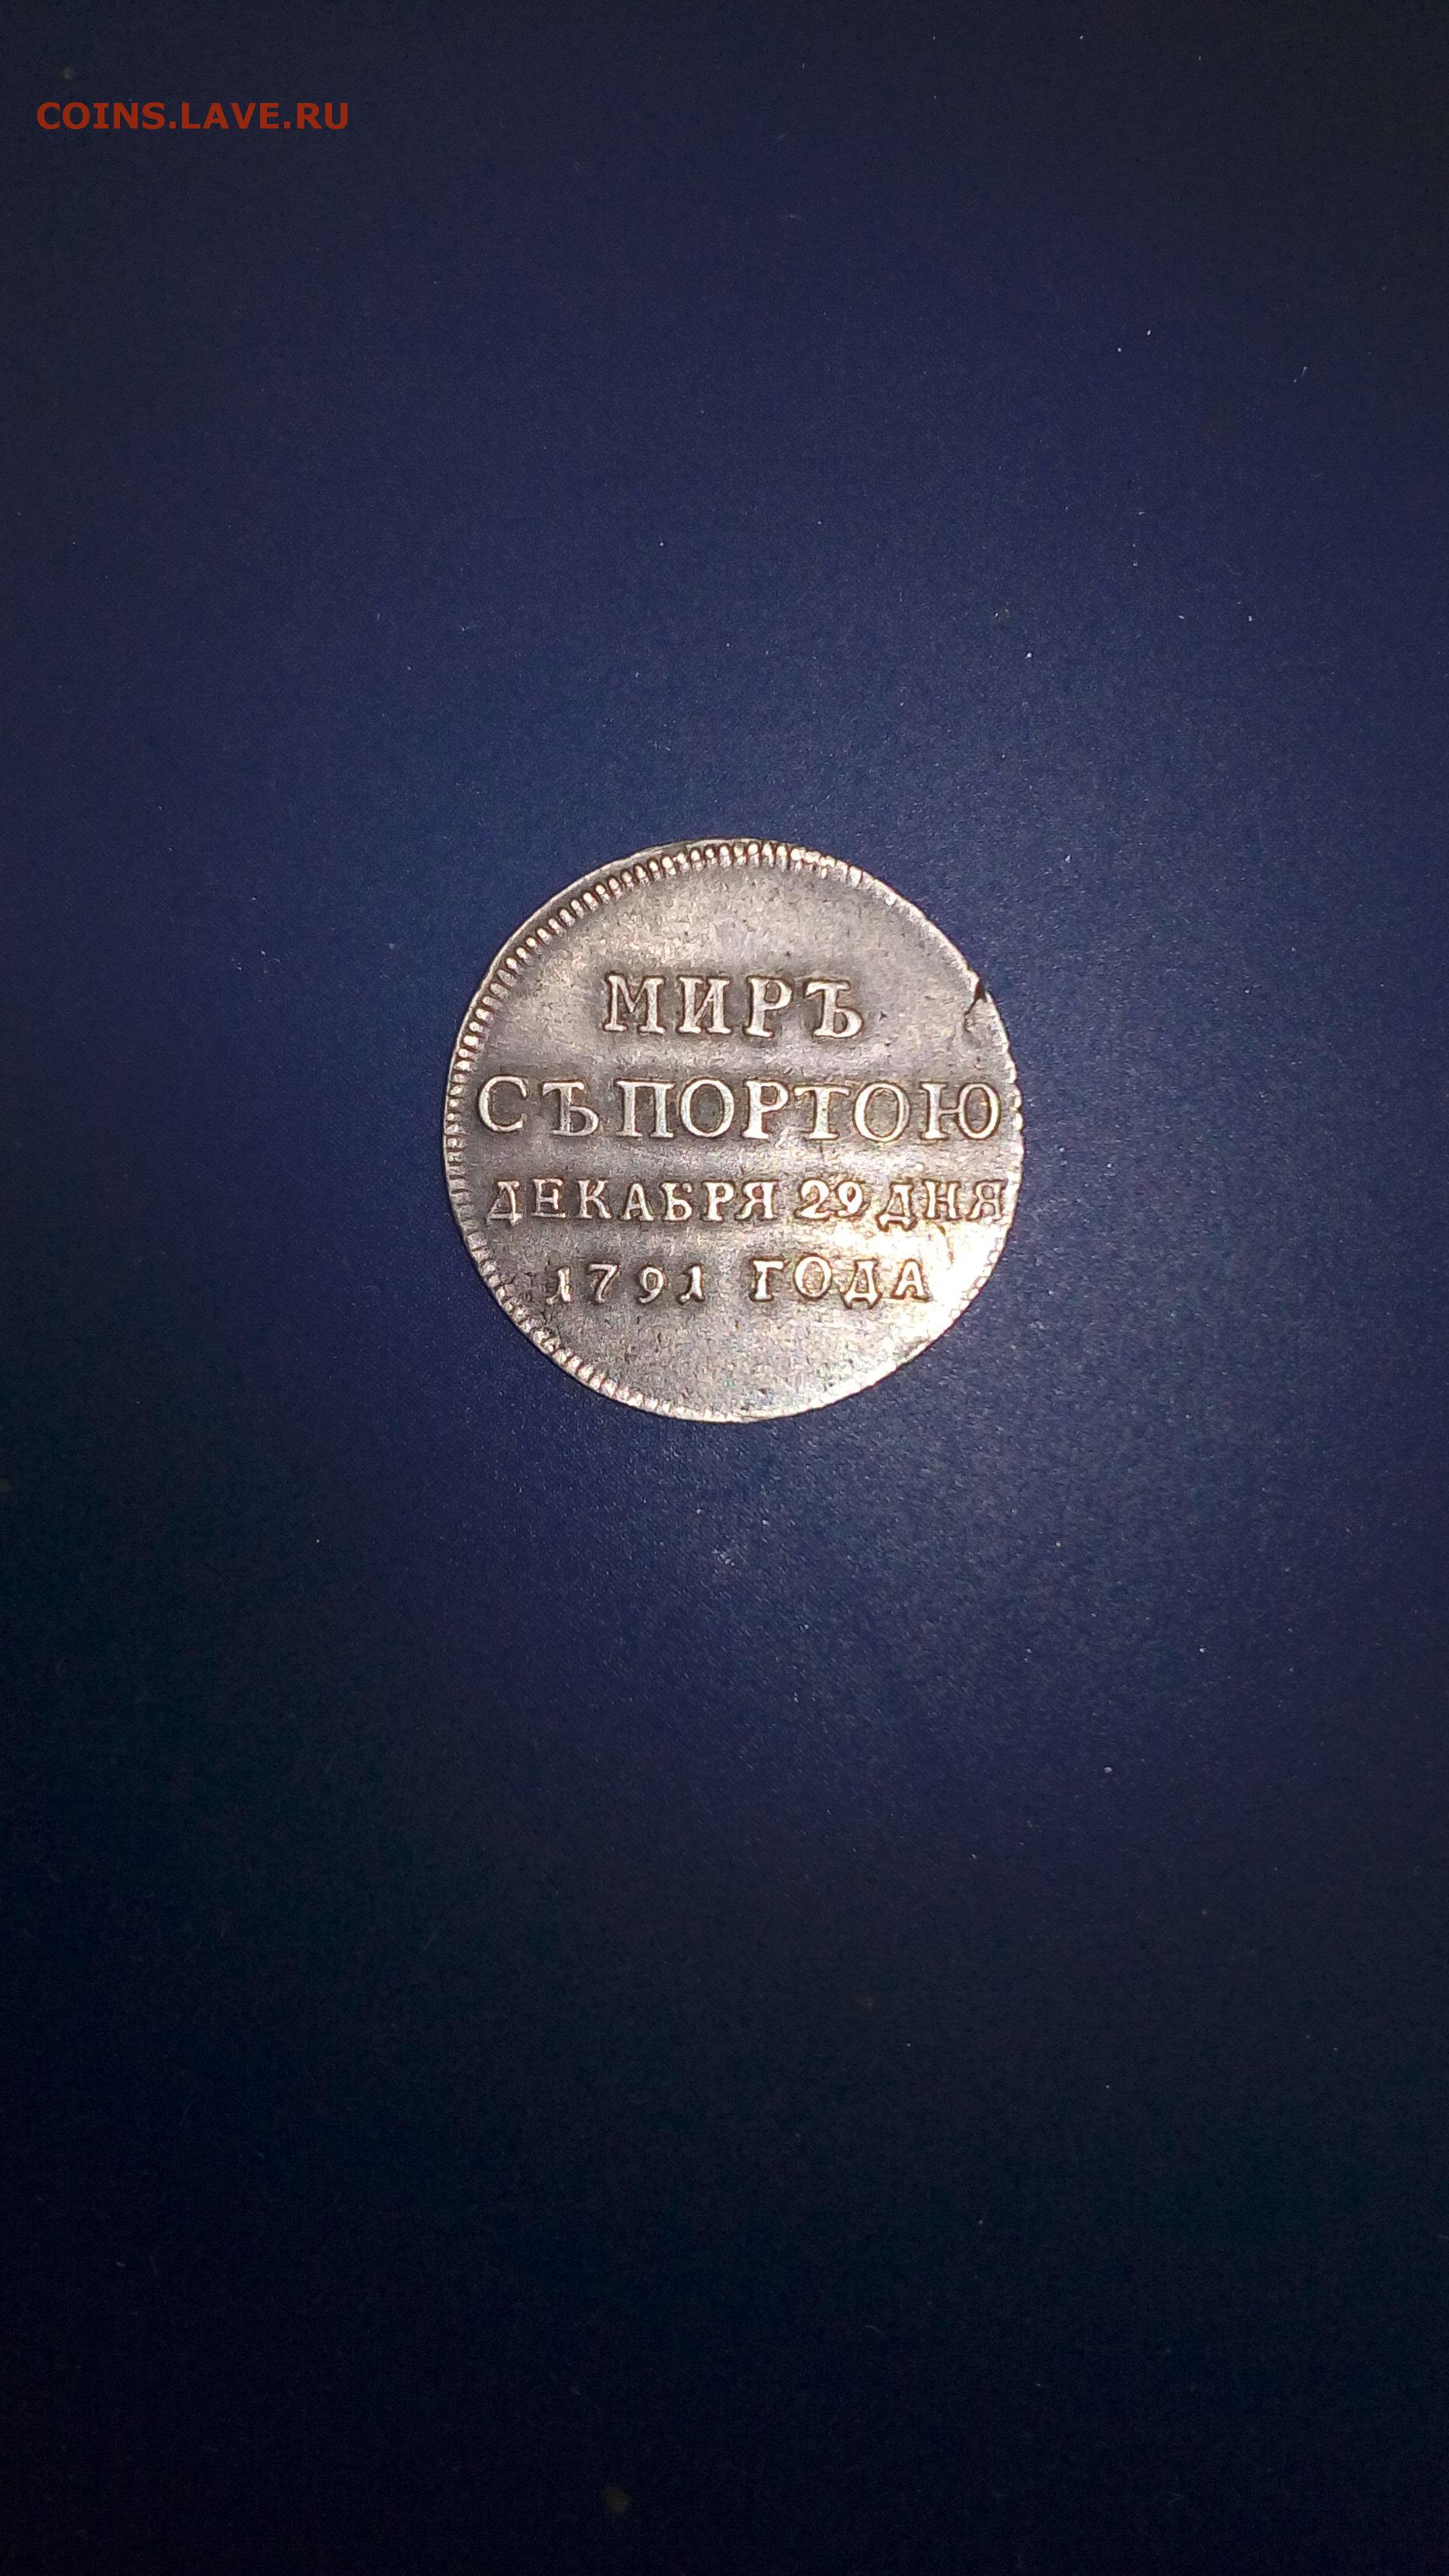 COINS.LAVE.RU
МИРЪ
СЪ ПОРТОЮ
ДЕКАБРЯ 29 ДНЯ
1791 ГОДА